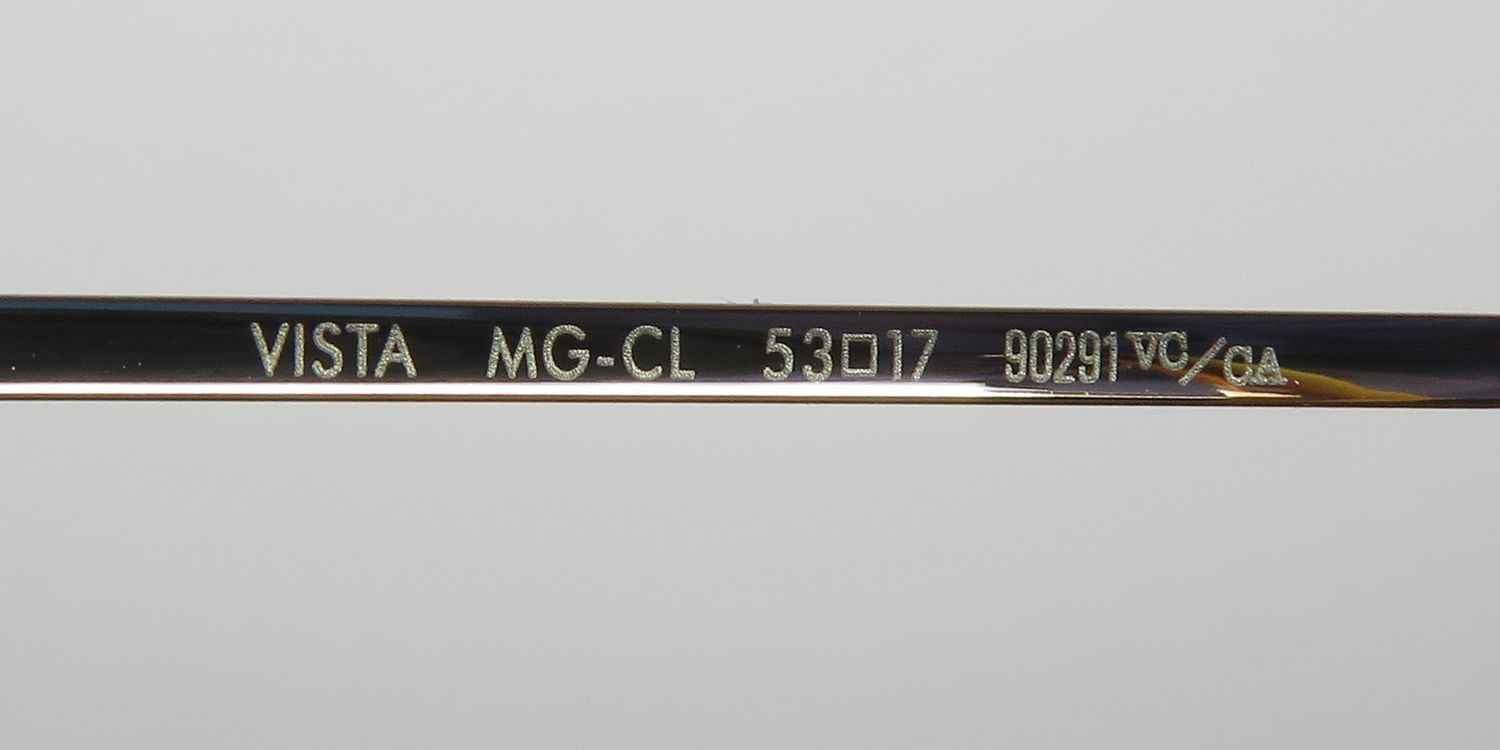 VISTA MG-CL 53□17 90291 VC/CA